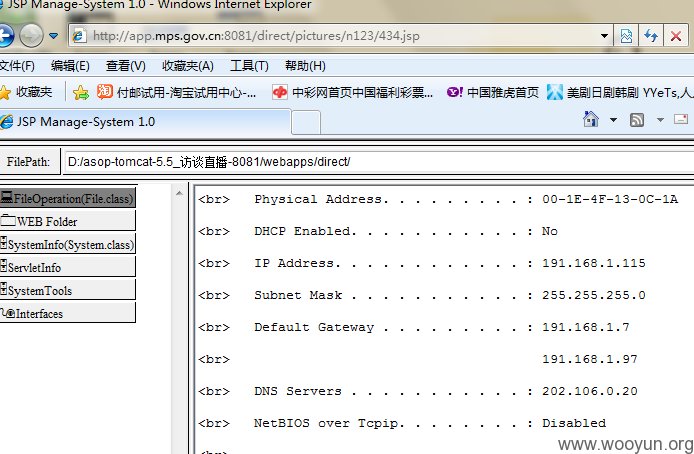 JSP Manage-System 1.0 - Windows Internet Explorer
http://app.mps.gov.cn:8081/direct/pictures/n123/434.jsp
文件(F) 编辑(E) 查看(V) 收藏夹(A) 工具(T) 帮助(H)
收藏夹 付邮试用-淘宝试用中心-... 中彩网首页中国福利彩票... 中国雅虎首页 美剧日剧韩剧 YYeTs,人人
JSP Manage-System 1.0
FilePath: D:/asop-tomcat-5.5_访谈直播-8081/webapps/direct/
FileOperation(File.class)
WEB Folder
SystemInfo(System.class)
ServletInfo
SystemTools
Interfaces
<br> Physical Address. . . . . . . . . : 00-1E-4F-13-0C-1A
<br> DHCP Enabled. . . . . . . . . . . : No
<br> IP Address. . . . . . . . . . . . : 191.168.1.115
<br> Subnet Mask . . . . . . . . . . . : 255.255.255.0
<br> Default Gateway . . . . . . . . . : 191.168.1.7
<br> 191.168.1.97
<br> DNS Servers . . . . . . . . . . . : 202.106.0.20
<br> NetBIOS over Tcpip. . . . . . . . : Disabled
www.wooyun.org